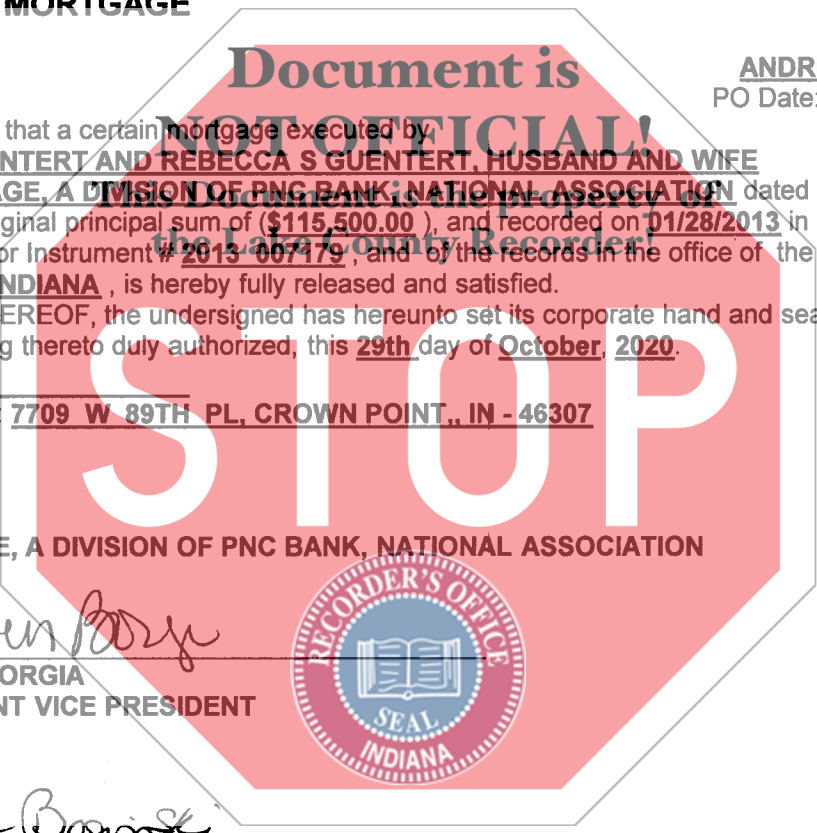 MORTGAGE
Document is
ANDR
PO Date:
NOT OFFICIAL!
that a certain mortgage executed by
NTERT AND REBECCA S GUENTERT, HUSBAND AND WIFE
This Document is the property of
AGE, A DIVISION OF PNC BANK, NATIONAL ASSOCIATION dated
ginal principal sum of ($115,500.00 ), and recorded on 01/28/2013 in
the Lake County Recorder!
or Instrument # 2013 007179 , and of the records in the office of the
NDIANA , is hereby fully released and satisfied.
EREOF, the undersigned has hereunto set its corporate hand and sea
g thereto duly authorized, this 29th day of October, 2020.
7709 W 89TH PL, CROWN POINT,, IN - 46307
STOP
E, A DIVISION OF PNC BANK, NATIONAL ASSOCIATION
RECORDER'S OFFICE
SEAL
INDIANA
ORGIA
NT VICE PRESIDENT